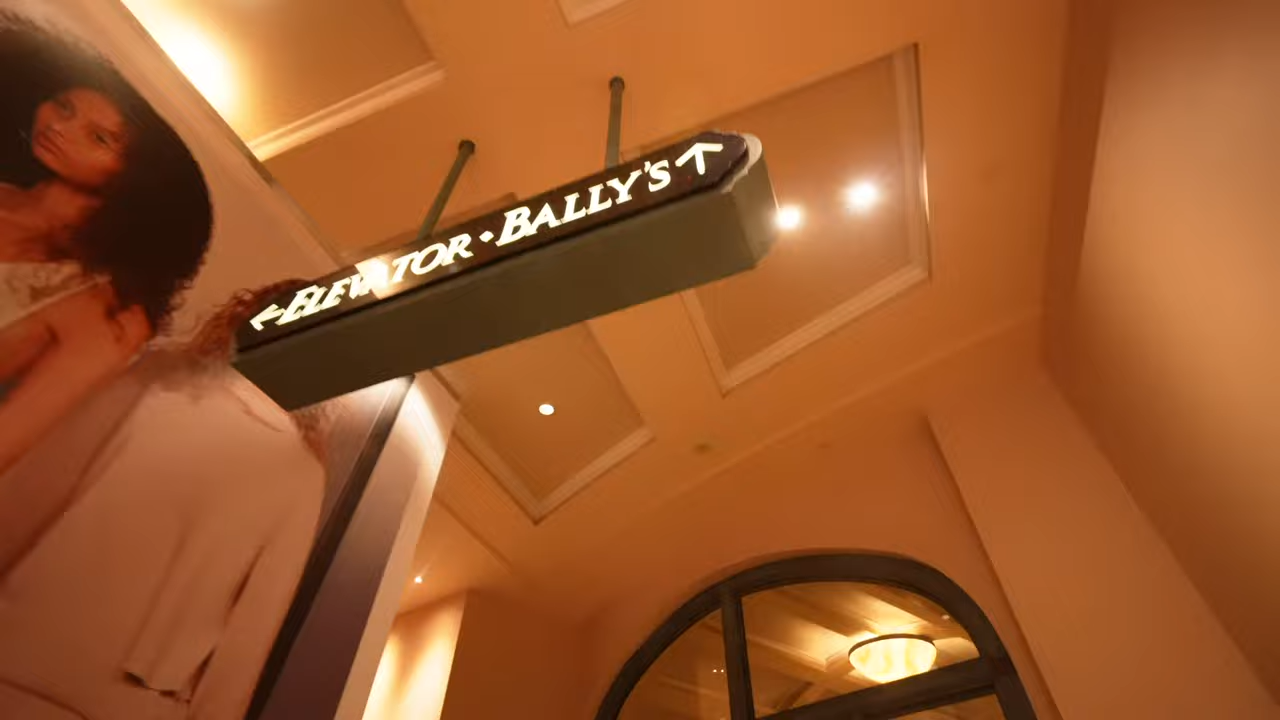 ← ELEVATOR • BALLY'S ↑